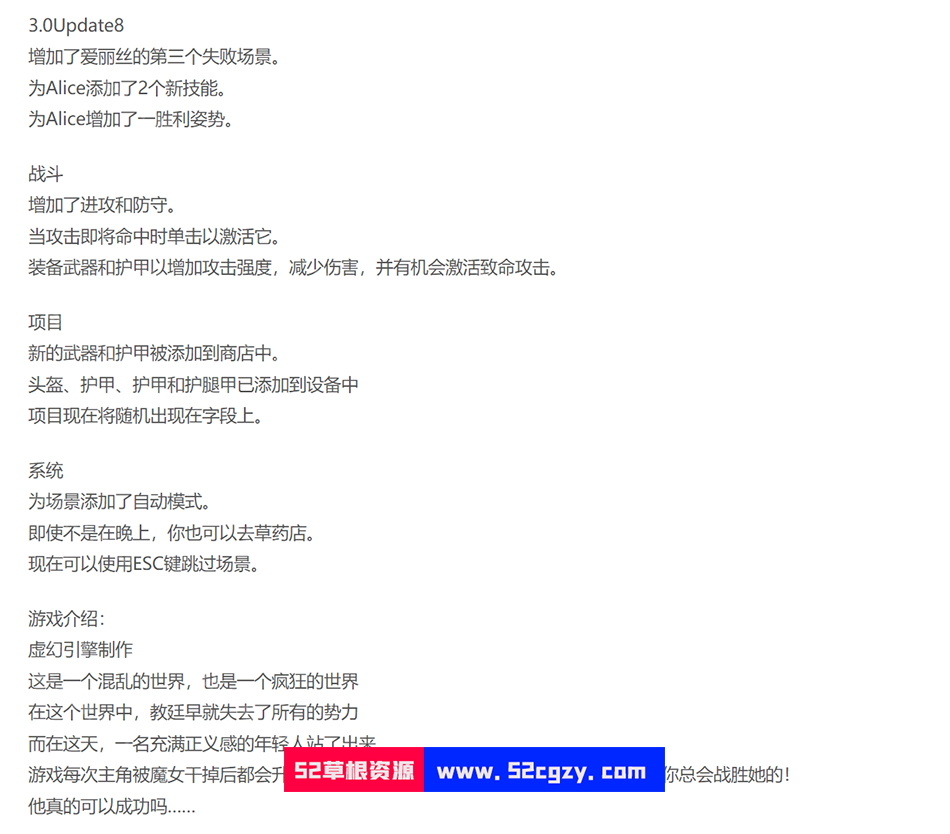 3.0Update8
增加了爱丽丝的第三个失败场景。
为Alice添加了2个新技能。
为Alice增加了一胜利姿势。
战斗
增加了进攻和防守。
当攻击即将命中时单击以激活它。
装备武器和护甲以增加攻击强度，减少伤害，并有机会激活致命攻击。
项目
新的武器和护甲被添加到商店中。
头盔、护甲、护甲和护腿甲已添加到设备中
项目现在将随机出现在字段上。
系统
为场景添加了自动模式。
即使不是在晚上，你也可以去草药店。
现在可以使用ESC键跳过场景。
游戏介绍：
虚幻引擎制作
这是一个混乱的世界，也是一个疯狂的世界
在这个世界中，教廷早就失去了所有的势力
而在这天，一名充满正义感的年轻人站了出来
游戏每次主角被魔女干掉后都会升 你总会战胜她的！
52草根资源 www.52cgzy.com
他真的可以成功吗……